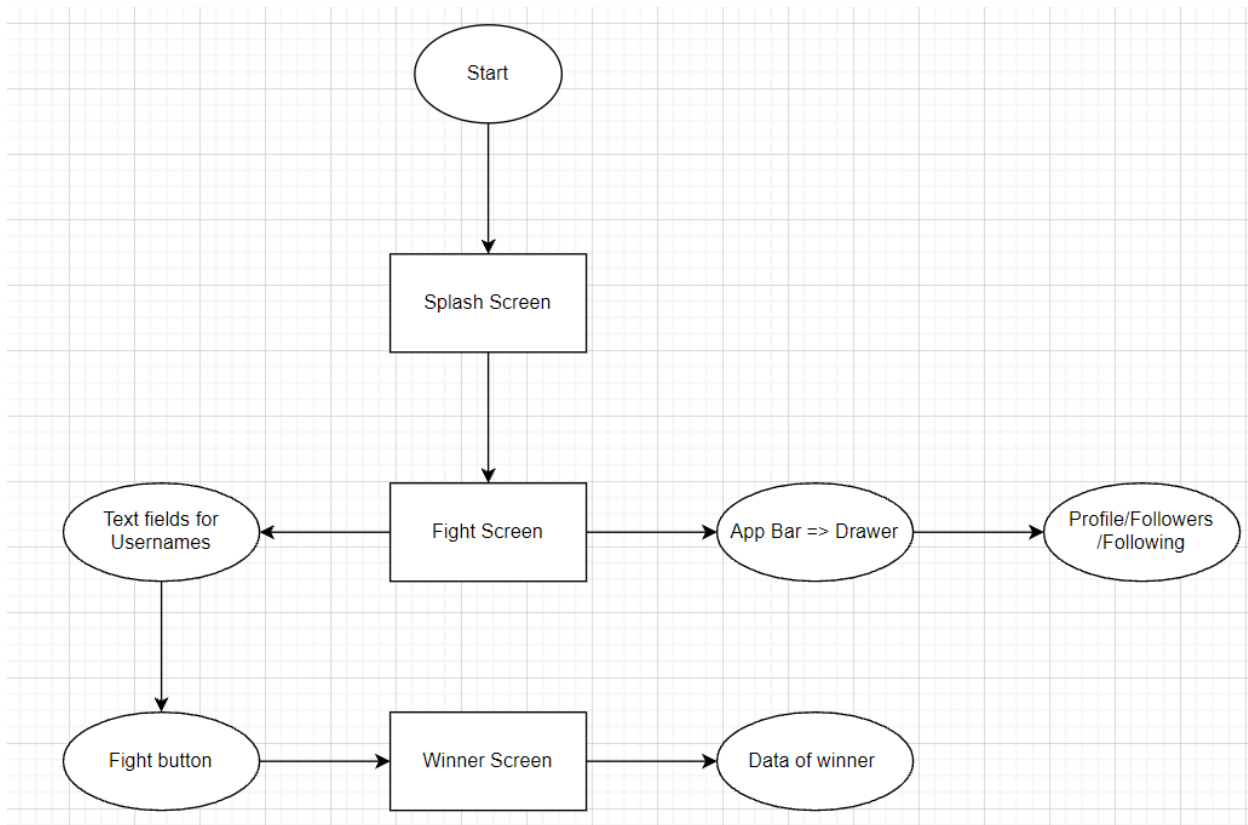 Start
Splash Screen
Text fields for
Usernames
Fight Screen
App Bar => Drawer
Profile/Followers
/Following
Fight button
Winner Screen
Data of winner